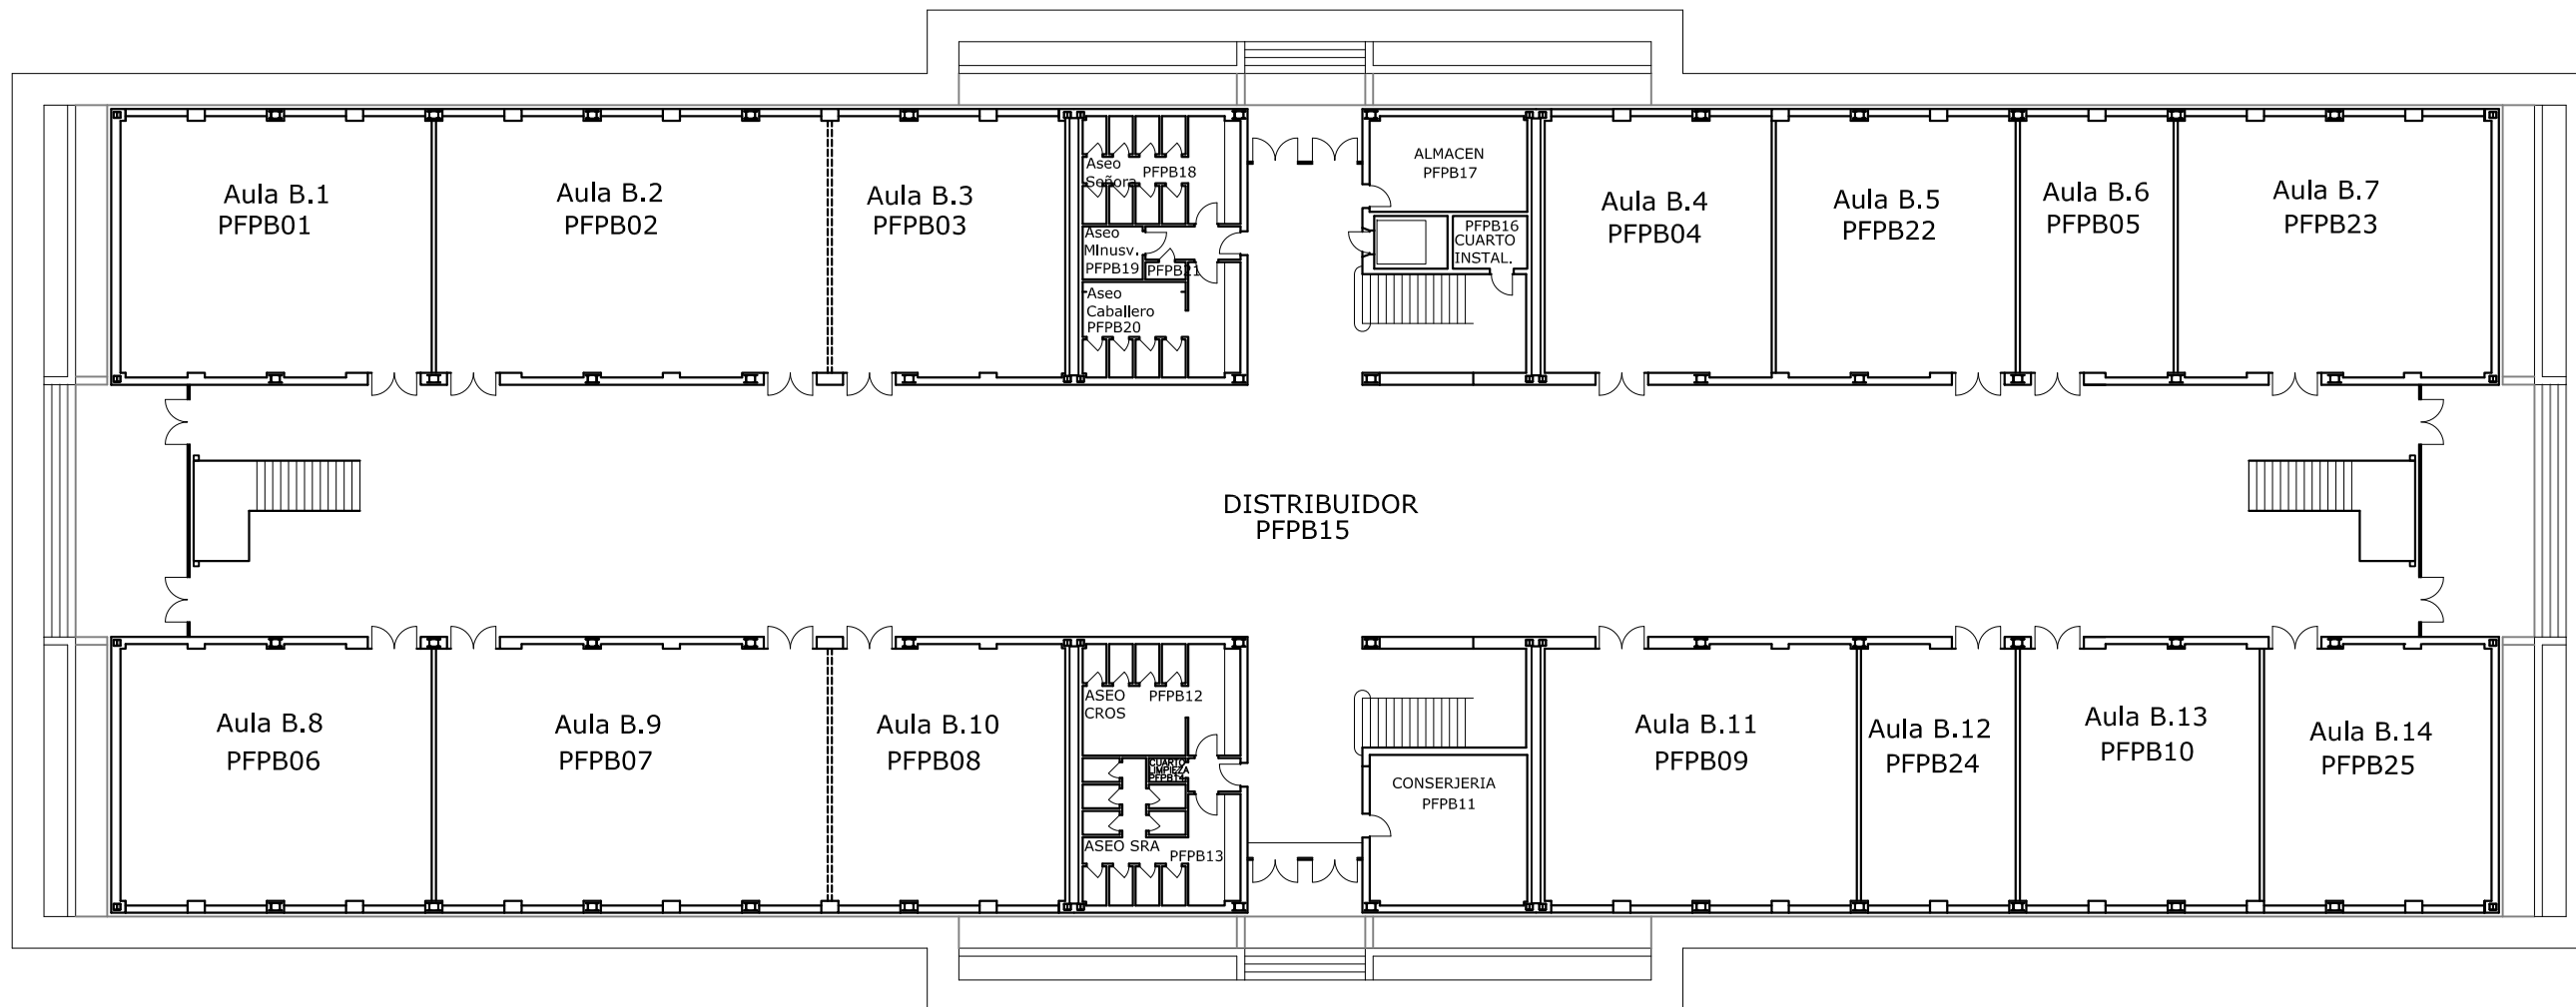 Aula B.1
PFPB01
Aula B.2
PFPB02
Aula B.3
PFPB03
Aseo
Señora
PFPB18
Aseo
MInusv.
PFPB19
PFPB21
Aseo
Caballero
PFPB20
ALMACEN
PFPB17
PFPB16
CUARTO
INSTAL.
Aula B.4
PFPB04
Aula B.5
PFPB22
Aula B.6
PFPB05
Aula B.7
PFPB23
DISTRIBUIDOR
PFPB15
Aula B.8
PFPB06
Aula B.9
PFPB07
Aula B.10
PFPB08
ASEO
CROS
PFPB12
CUARTO
LIMPIEZA
PFPB14
ASEO SRA
PFPB13
CONSERJERIA
PFPB11
Aula B.11
PFPB09
Aula B.12
PFPB24
Aula B.13
PFPB10
Aula B.14
PFPB25